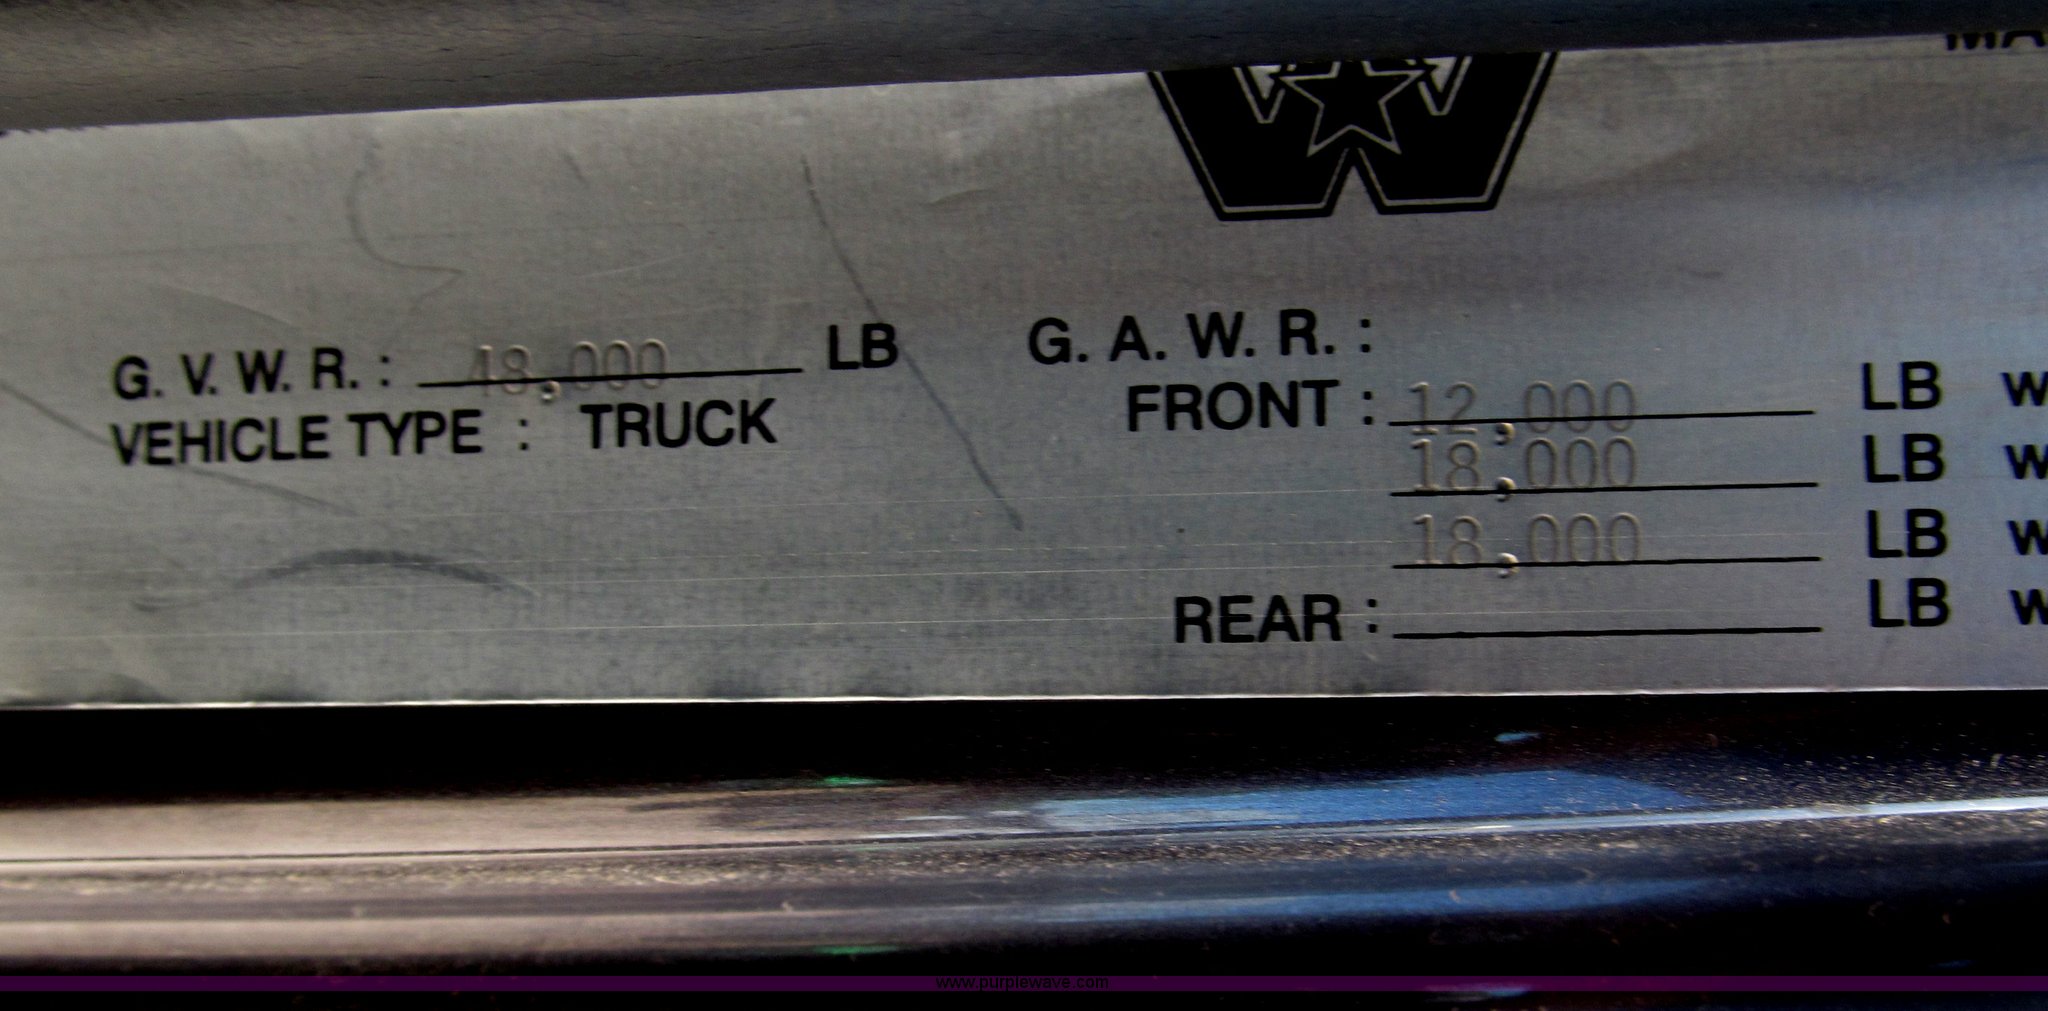 MA
G. V. W. R. : 48,000 LB
VEHICLE TYPE : TRUCK
G. A. W. R. :
FRONT : 12,000 LB w
18,000 LB w
18,000 LB w
REAR : LB w
www.purplewave.com